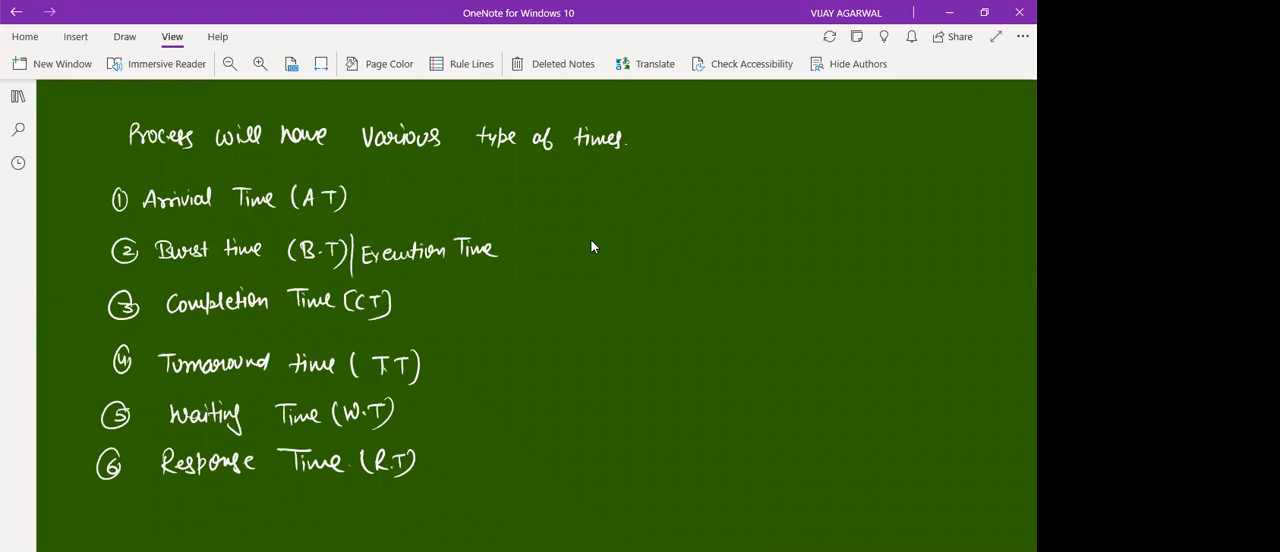 OneNote for Windows 10
VIJAY AGARWAL
Home Insert Draw View Help
Share
New Window Immersive Reader Page Color Rule Lines Deleted Notes Translate Check Accessibility Hide Authors
Process will have Various type of times.
① Arrivial Time (A.T)
② Burst time (B.T) | Execution Time
③ Completion Time [CT]
④ Turnaround time (T.T)
⑤ Waiting Time (W.T)
⑥ Response Time. (R.T)